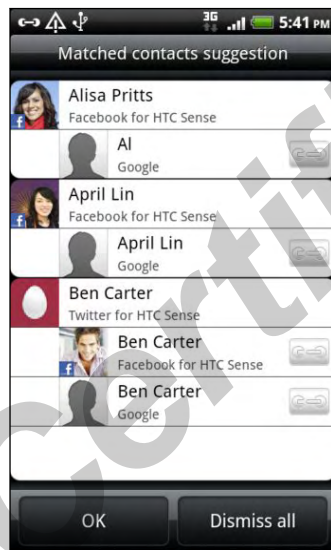 3G
5:41 PM
Matched contacts suggestion
Alisa Pritts
Facebook for HTC Sense
Al
Google
April Lin
Facebook for HTC Sense
April Lin
Google
Ben Carter
Twitter for HTC Sense
Ben Carter
Facebook for HTC Sense
Ben Carter
Google
OK
Dismiss all